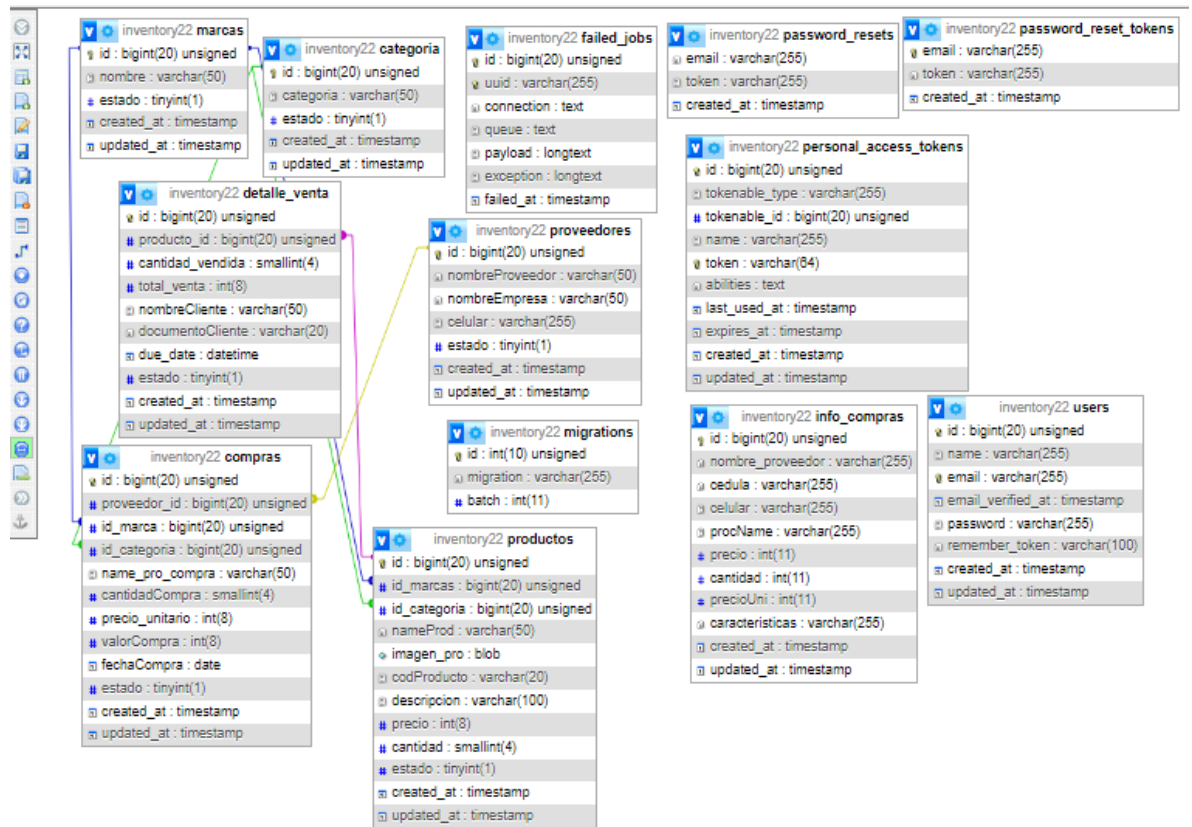 inventory22 marcas
id : bigint(20) unsigned
nombre : varchar(50)
estado : tinyint(1)
created_at : timestamp
updated_at : timestamp
inventory22 categoria
id : bigint(20) unsigned
categoria : varchar(50)
estado : tinyint(1)
created_at : timestamp
updated_at : timestamp
inventory22 failed_jobs
id : bigint(20) unsigned
uuid : varchar(255)
connection : text
queue : text
payload : longtext
exception : longtext
failed_at : timestamp
inventory22 password_resets
email : varchar(255)
token : varchar(255)
created_at : timestamp
inventory22 password_reset_tokens
email : varchar(255)
token : varchar(255)
created_at : timestamp
inventory22 personal_access_tokens
id : bigint(20) unsigned
tokenable_type : varchar(255)
tokenable_id : bigint(20) unsigned
name : varchar(255)
token : varchar(64)
abilities : text
last_used_at : timestamp
expires_at : timestamp
created_at : timestamp
updated_at : timestamp
inventory22 detalle_venta
id : bigint(20) unsigned
producto_id : bigint(20) unsigned
cantidad_vendida : smallint(4)
total_venta : int(8)
nombreCliente : varchar(50)
documentoCliente : varchar(20)
due_date : datetime
estado : tinyint(1)
created_at : timestamp
updated_at : timestamp
inventory22 proveedores
id : bigint(20) unsigned
nombreProveedor : varchar(50)
nombreEmpresa : varchar(50)
celular : varchar(255)
estado : tinyint(1)
created_at : timestamp
updated_at : timestamp
inventory22 migrations
id : int(10) unsigned
migration : varchar(255)
batch : int(11)
inventory22 info_compras
id : bigint(20) unsigned
nombre_proveedor : varchar(255)
cedula : varchar(255)
celular : varchar(255)
procName : varchar(255)
precio : int(11)
cantidad : int(11)
precioUni : int(11)
caracteristicas : varchar(255)
created_at : timestamp
updated_at : timestamp
inventory22 users
id : bigint(20) unsigned
name : varchar(255)
email : varchar(255)
email_verified_at : timestamp
password : varchar(255)
remember_token : varchar(100)
created_at : timestamp
updated_at : timestamp
inventory22 compras
id : bigint(20) unsigned
proveedor_id : bigint(20) unsigned
id_marca : bigint(20) unsigned
id_categoria : bigint(20) unsigned
name_pro_compra : varchar(50)
cantidadCompra : smallint(4)
precio_unitario : int(8)
valorCompra : int(8)
fechaCompra : date
estado : tinyint(1)
created_at : timestamp
updated_at : timestamp
inventory22 productos
id : bigint(20) unsigned
id_marcas : bigint(20) unsigned
id_categoria : bigint(20) unsigned
nameProd : varchar(50)
imagen_pro : blob
codProducto : varchar(20)
descripcion : varchar(100)
precio : int(8)
cantidad : smallint(4)
estado : tinyint(1)
created_at : timestamp
updated_at : timestamp